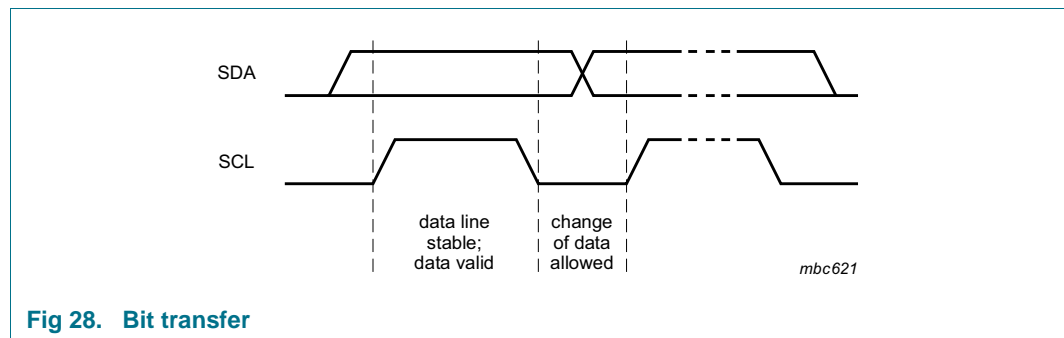 SDA
SCL
data line
stable;
data valid
change
of data
allowed
mbc621
Fig 28. Bit transfer